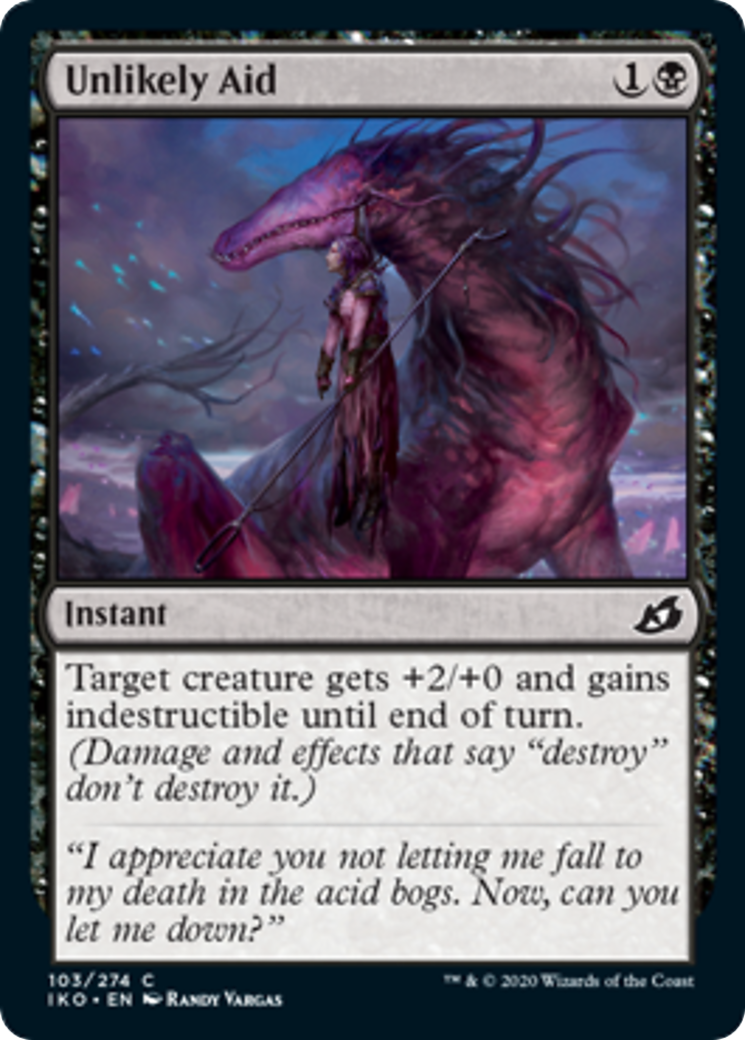 Unlikely Aid 1
Instant
Target creature gets +2/+0 and gains
indestructible until end of turn.
(Damage and effects that say “destroy”
don’t destroy it.)
“I appreciate you not letting me fall to
my death in the acid bogs. Now, can you
let me down?”
103/274 C
IKO • EN Randy Vargas
™ & © 2020 Wizards of the Coast